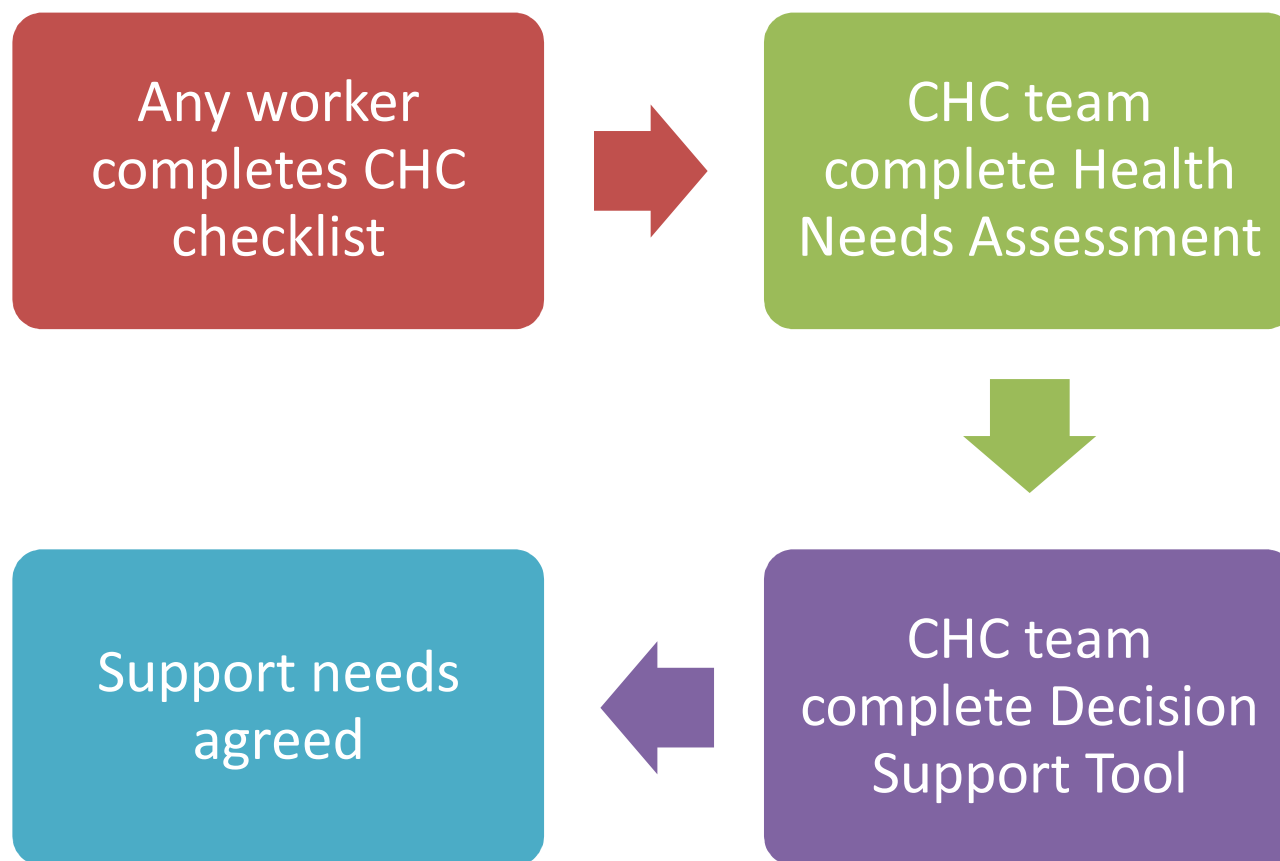 Any worker
completes CHC
checklist
CHC team
complete Health
Needs Assessment
CHC team
complete Decision
Support Tool
Support needs
agreed